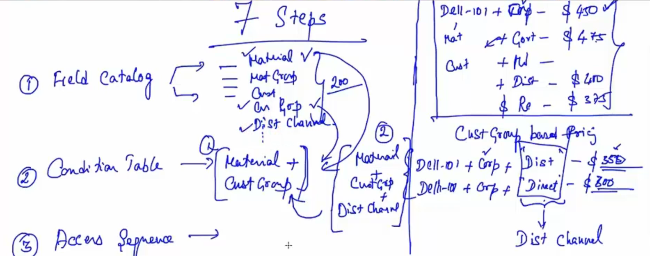 7 Steps
① Field Catalog →
✓ Material ✓
Mat Group
Cust
✓ Cus Group ✓
✓ Dist Channel
200
② Condition Table →
①
Material +
Cust Group
②
Material
+
Cust Grp
+
Dist Channel
③ Access Sequence →
Dell-101 + Corp - $450
Mat + Govt - $475
Cust
+ Dist - $400
$ Re - $375
Cust Group based Pricing
Dell-101 + Corp + "Dist" - $350
Dell-101 + Corp + "Direct" - $300
Dist Channel